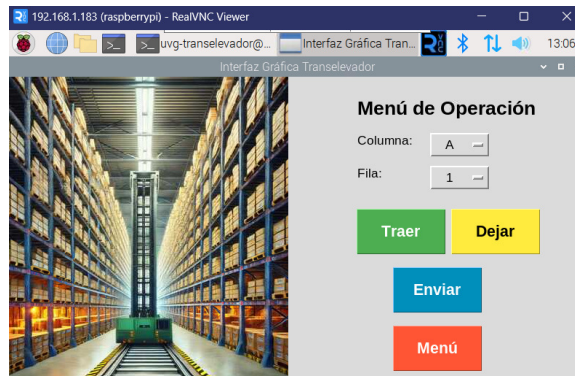 192.168.1.183 (raspberrypi) - RealVNC Viewer
uvg-transelevador@...
Interfaz Gráfica Tran...
13:06
Interfaz Gráfica Transelevador
Menú de Operación
Columna: A
Fila: 1
Traer Dejar
Enviar
Menú